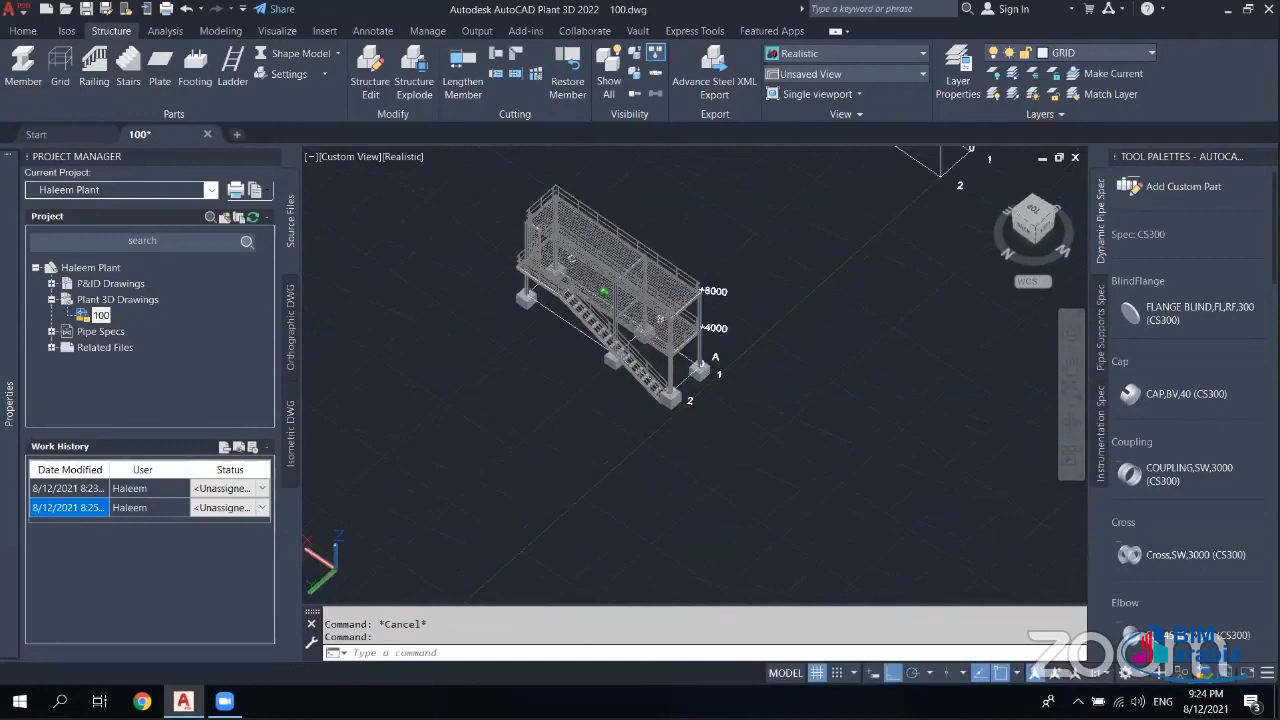 Share
Autodesk AutoCAD Plant 3D 2022 100.dwg
Type a keyword or phrase
Sign In
Home Isos Structure Analysis Modeling Visualize Insert Annotate Manage Output Add-ins Collaborate Vault Express Tools Featured Apps
Member
Grid
Railing
Stairs
Plate
Footing
Ladder
Shape Model
Settings
Parts
Structure
Edit
Structure
Explode
Modify
Lengthen
Member
Restore
Member
Cutting
Show
All
Visibility
Advance Steel XML
Export
Export
Realistic
Unsaved View
Single viewport
View
Layer
Properties
GRID
Make Current
Match Layer
Layers
Start
100*
PROJECT MANAGER
Current Project:
Haleem Plant
Project
search
Haleem Plant
P&ID Drawings
Plant 3D Drawings
100
Pipe Specs
Related Files
Work History
Date Modified User Status
8/12/2021 8:23... Haleem <Unassigne...
8/12/2021 8:25... Haleem <Unassigne...
Properties
Source Files
Orthographic DWG
Isometric DWG
[−][Custom View][Realistic]
1
2
8000
4000
A
1
2
WCS
Z
Command: *Cancel*
Command:
Type a command
TOOL PALETTES - AUTOCA...
Dynamic Pipe Spec
Pipe Supports Spec
Instrumentation Spec
Add Custom Part
Spec: CS300
BlindFlange
FLANGE BLIND,FL,RF,300
(CS300)
Cap
CAP,BV,40 (CS300)
Coupling
COUPLING,SW,3000
(CS300)
Cross
Cross,SW,3000 (CS300)
Elbow
MODEL
zoom
BIM
arabia
ENG
9:24 PM
8/12/2021
3